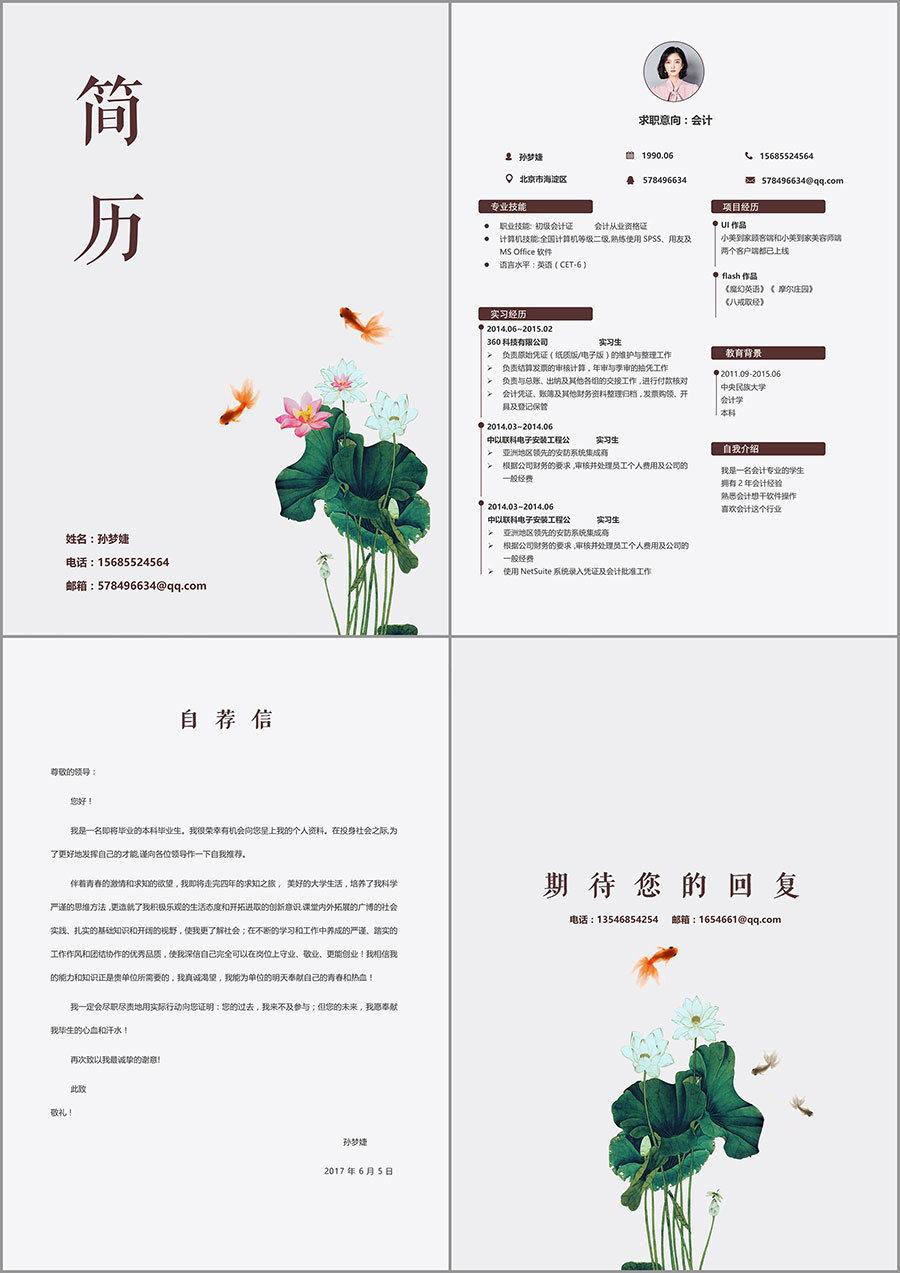 简
历
姓名：孙梦婕
电话：15685524564
邮箱：578496634@qq.com
求职意向：会计
孙梦婕
1990.06
15685524564
北京市海淀区
578496634
578496634@qq.com
专业技能
职业技能: 初级会计证 会计从业资格证
计算机技能:全国计算机等级二级,熟练使用 SPSS、用友及
MS Office 软件
语言水平：英语（CET-6）
实习经历
2014.06~2015.02
360 科技有限公司 实习生
负责原始凭证（纸质版/电子版）的维护与整理工作
负责结算发票的审核计算，年审与季审的抽凭工作
负责与总账、出纳及其他各组的交接工作，进行付款核对
会计凭证、账簿及其他财务资料整理归档，发票购领、开
具及登记保管
2014.03~2014.06
中以联科电子安装工程公 实习生
亚洲地区领先的安防系统集成商
根据公司财务的要求 ,审核并处理员工个人费用及公司的
一般经费
2014.03~2014.06
中以联科电子安装工程公 实习生
亚洲地区领先的安防系统集成商
根据公司财务的要求 ,审核并处理员工个人费用及公司的
一般经费
使用 NetSuite 系统录入凭证及会计批准工作
项目经历
UI 作品
小美到家顾客端和小美到家美容师端
两个客户端都已上线
flash 作品
《魔幻英语》《 摩尔庄园》
《八戒取经》
教育背景
2011.09-2015.06
中央民族大学
会计学
本科
自我介绍
我是一名会计专业的学生
拥有 2 年会计经验
熟悉会计想干软件操作
喜欢会计这个行业
自 荐 信
尊敬的领导：
您好！
我是一名即将毕业的本科毕业生。我很荣幸有机会向您呈上我的个人资料。在投身社会之际,为
了更好地发挥自己的才能,谨向各位领导作一下自我推荐。
伴着青春的激情和求知的欲望，我即将走完四年的求知之旅， 美好的大学生活，培养了我科学
严谨的思维方法 ,更造就了我积极乐观的生活态度和开拓进取的创新意识.课堂内外拓展的广博的社会
实践、扎实的基础知识和开阔的视野，使我更了解社会；在不断的学习和工作中养成的严谨、踏实的
工作作风和团结协作的优秀品质，使我深信自己完全可以在岗位上守业、敬业、更能创业！我相信我
的能力和知识正是贵单位所需要的，我真诚渴望，我能为单位的明天奉献自己的青春和热血！
我一定会尽职尽责地用实际行动向您证明：您的过去，我来不及参与；但您的未来，我愿奉献
我毕生的心血和汗水！
再次致以我最诚挚的谢意!
此致
敬礼！
孙梦婕
2017 年 6 月 5 日
期 待 您 的 回 复
电话：13546854254 邮箱：1654661@qq.com